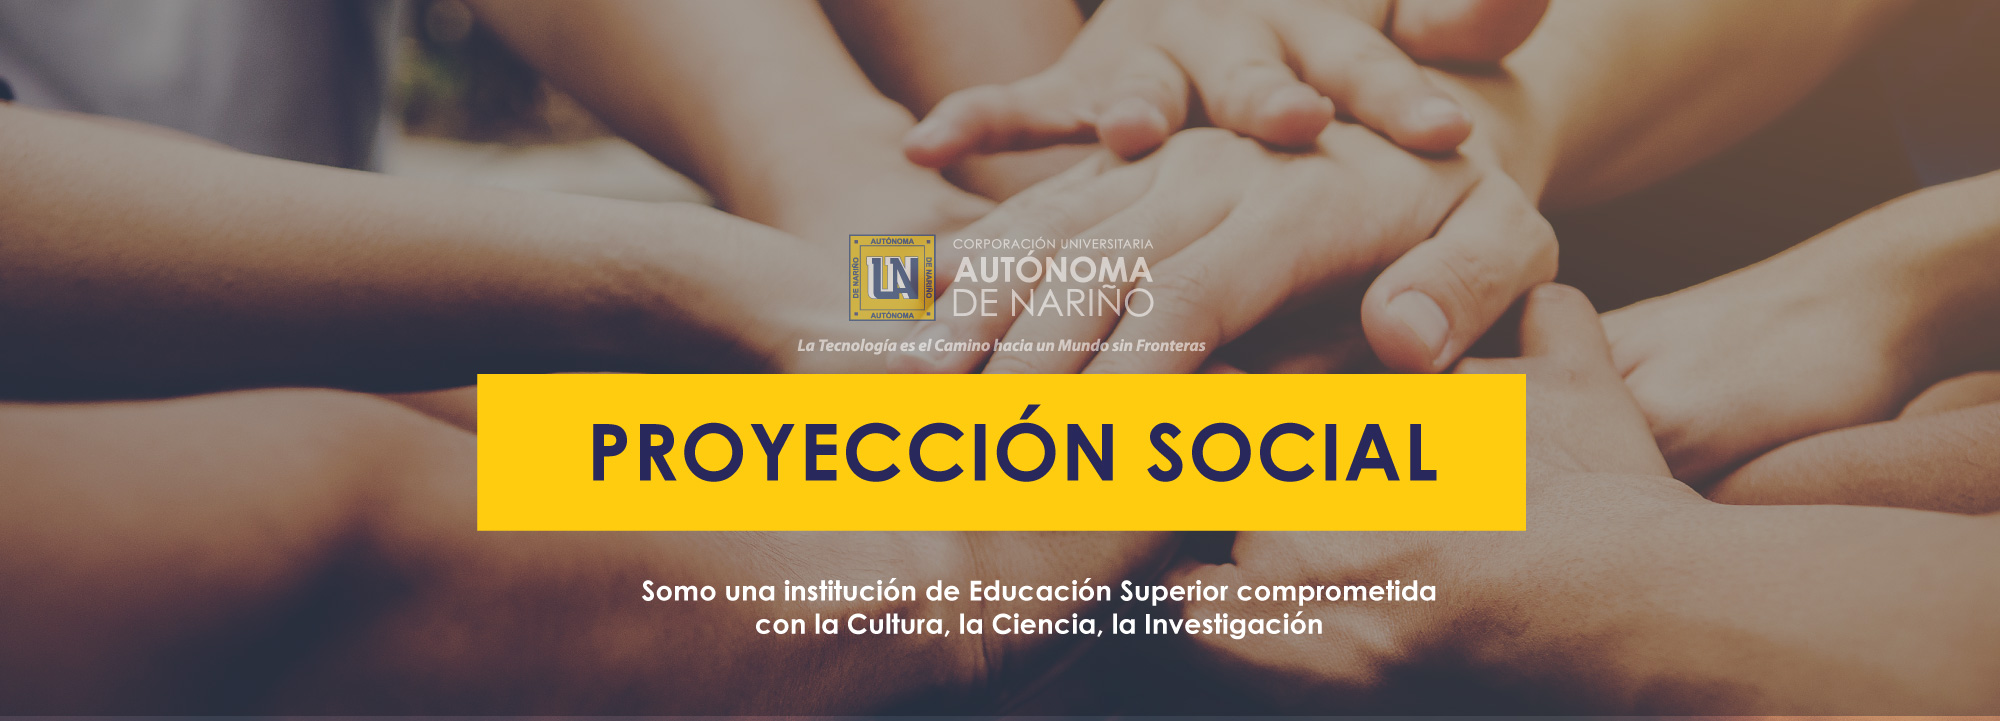 AUTÓNOMA
DE NARIÑO
UAN
DE NARIÑO
AUTÓNOMA
CORPORACIÓN UNIVERSITARIA
AUTÓNOMA
DE NARIÑO
La Tecnología es el Camino hacia un Mundo sin Fronteras
PROYECCIÓN SOCIAL
Somo una institución de Educación Superior comprometida
con la Cultura, la Ciencia, la Investigación